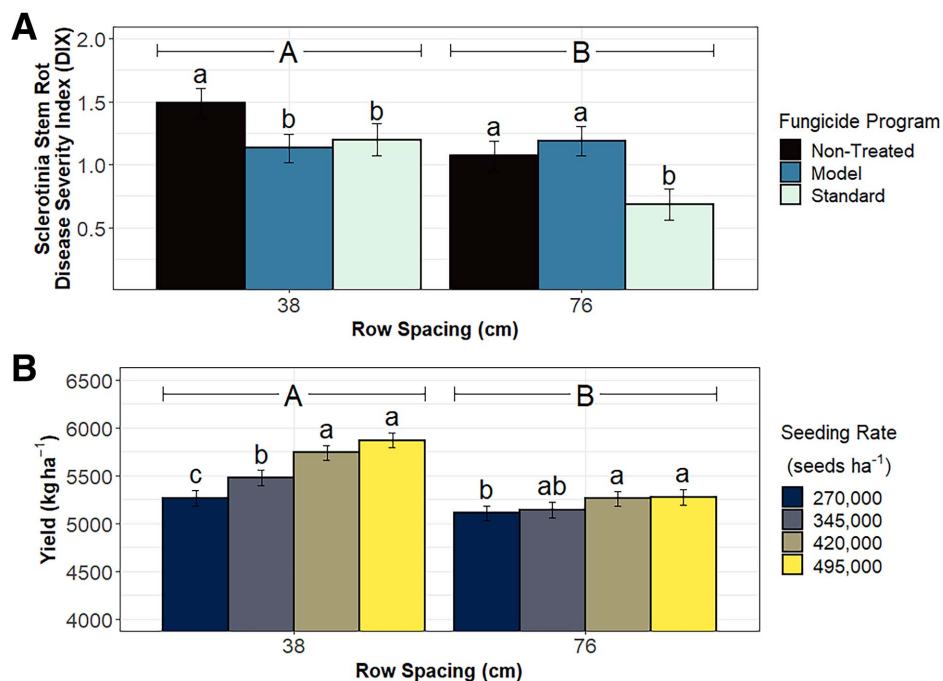 A
Sclerotinia Stem Rot
Disease Severity Index (DIX)
2.0
1.5
1.0
0.5
A
B
a
b
b
a
a
b
38
76
Row Spacing (cm)
Fungicide Program
Non-Treated
Model
Standard
B
Yield (kg ha⁻¹)
6500
6000
5500
5000
4500
4000
A
B
c
b
a
a
b
ab
a
a
38
76
Row Spacing (cm)
Seeding Rate
(seeds ha⁻¹)
270,000
345,000
420,000
495,000